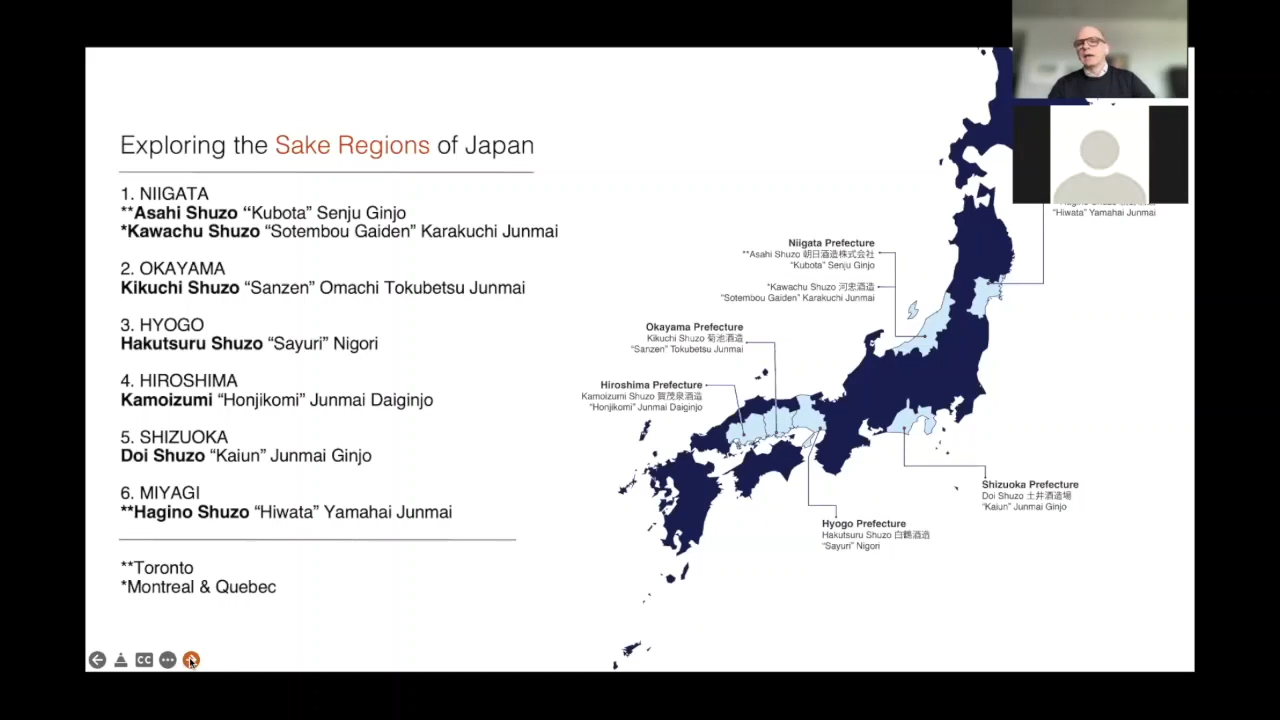 Exploring the Sake Regions of Japan
1. NIIGATA
**Asahi Shuzo “Kubota” Senju Ginjo
*Kawachu Shuzo “Sotembou Gaiden” Karakuchi Junmai
2. OKAYAMA
Kikuchi Shuzo “Sanzen” Omachi Tokubetsu Junmai
3. HYOGO
Hakutsuru Shuzo “Sayuri” Nigori
4. HIROSHIMA
Kamoizumi “Honjikomi” Junmai Daiginjo
5. SHIZUOKA
Doi Shuzo “Kaiun” Junmai Ginjo
6. MIYAGI
**Hagino Shuzo “Hiwata” Yamahai Junmai
**Toronto
*Montreal & Quebec
“Hiwata” Yamahai Junmai
Niigata Prefecture
**Asahi Shuzo 朝日酒造株式会社
“Kubota” Senju Ginjo
*Kawachu Shuzo 河忠酒造
“Sotembou Gaiden” Karakuchi Junmai
Okayama Prefecture
Kikuchi Shuzo 菊池酒造
“Sanzen” Tokubetsu Junmai
Hiroshima Prefecture
Kamoizumi Shuzo 賀茂泉酒造
“Honjikomi” Junmai Daiginjo
Shizuoka Prefecture
Doi Shuzo 土井酒造場
“Kaiun” Junmai Ginjo
Hyogo Prefecture
Hakutsuru Shuzo 白鶴酒造
“Sayuri” Nigori
CC